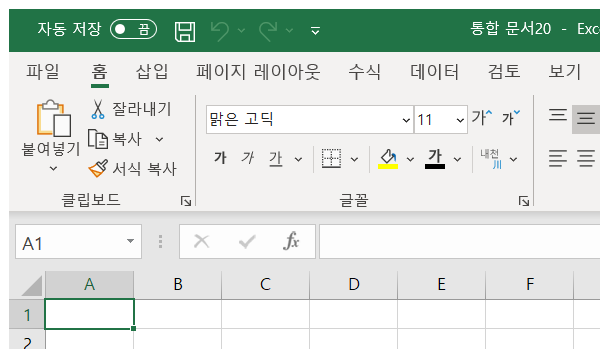 자동 저장 끔 통합 문서20 - Exc
파일 홈 삽입 페이지 레이아웃 수식 데이터 검토 보기
잘라내기
맑은 고딕 11 가 가
붙여넣기 복사
가 가 가 가 내천 川
서식 복사
클립보드 글꼴
A1 fx
A B C D E F
1
2